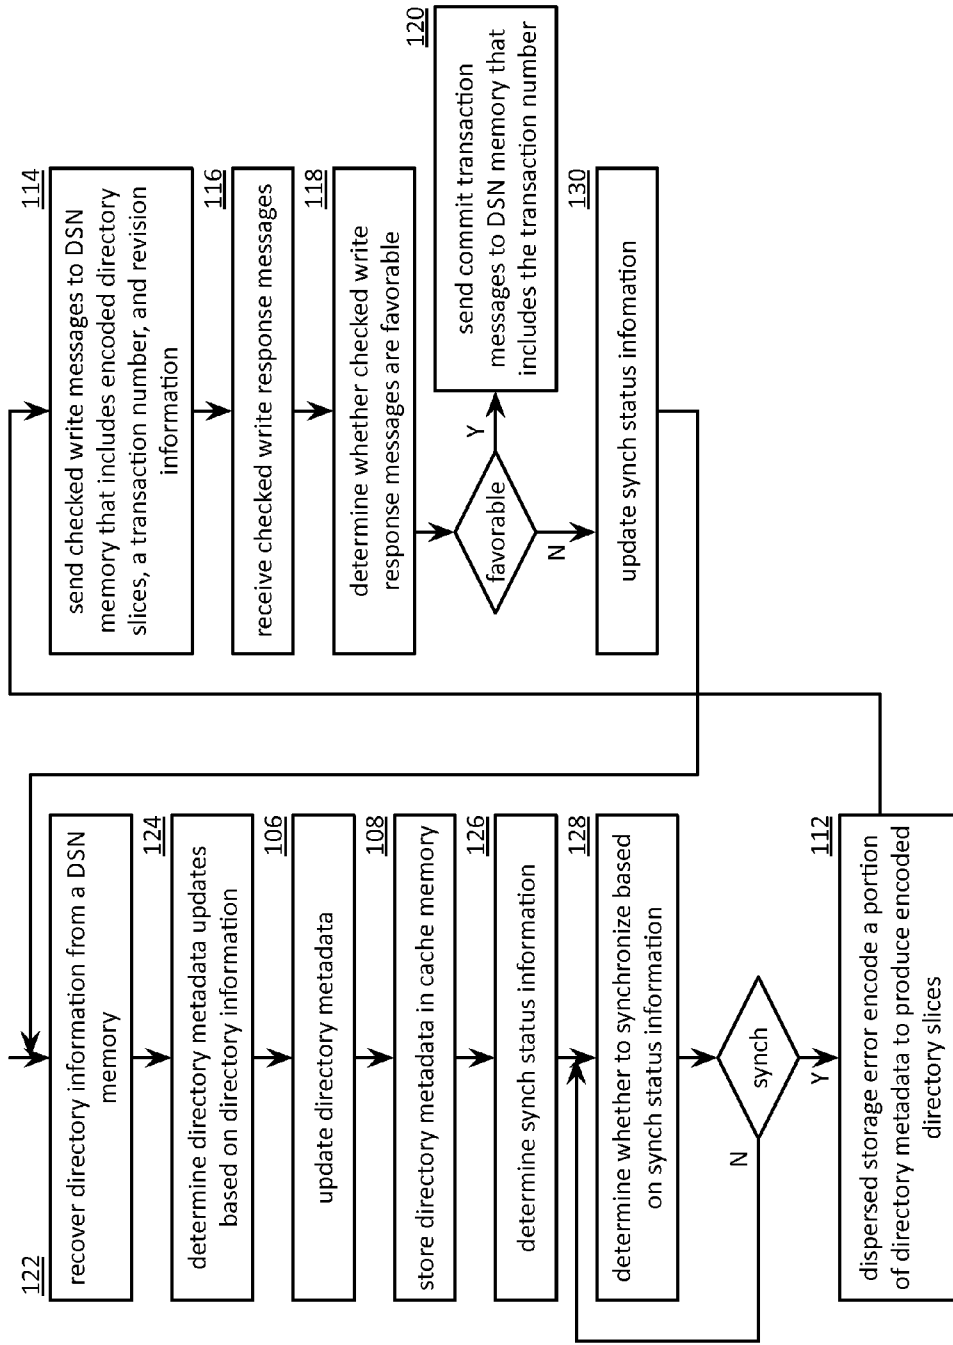 122
recover directory information from a DSN
memory
124
determine directory metadata updates
based on directory information
106
update directory metadata
108
store directory metadata in cache memory
126
determine synch status information
128
determine whether to synchronize based
on synch status information
synch
N
Y
112
dispersed storage error encode a portion
of directory metadata to produce encoded
directory slices
114
send checked write messages to DSN
memory that includes encoded directory
slices, a transaction number, and revision
information
116
receive checked write response messages
118
determine whether checked write
response messages are favorable
favorable
Y
N
120
send commit transaction
messages to DSN memory that
includes the transaction number
130
update synch status infomation